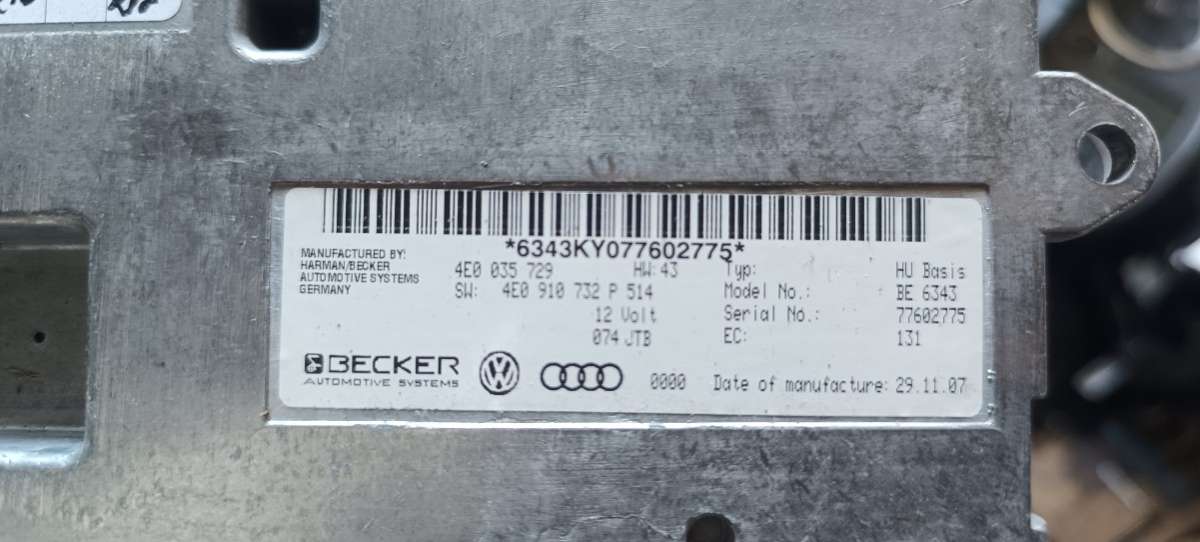 *6343KY077602775*
MANUFACTURED BY:
HARMAN/BECKER
AUTOMOTIVE SYSTEMS
GERMANY
4E0 035 729 HW:43
SW: 4E0 910 732 P 514
12 Volt
074 JTB
Typ: HU Basis
Model No.: BE 6343
Serial No.: 77602775
EC: 131
BECKER
AUTOMOTIVE SYSTEMS
0000 Date of manufacture: 29.11.07